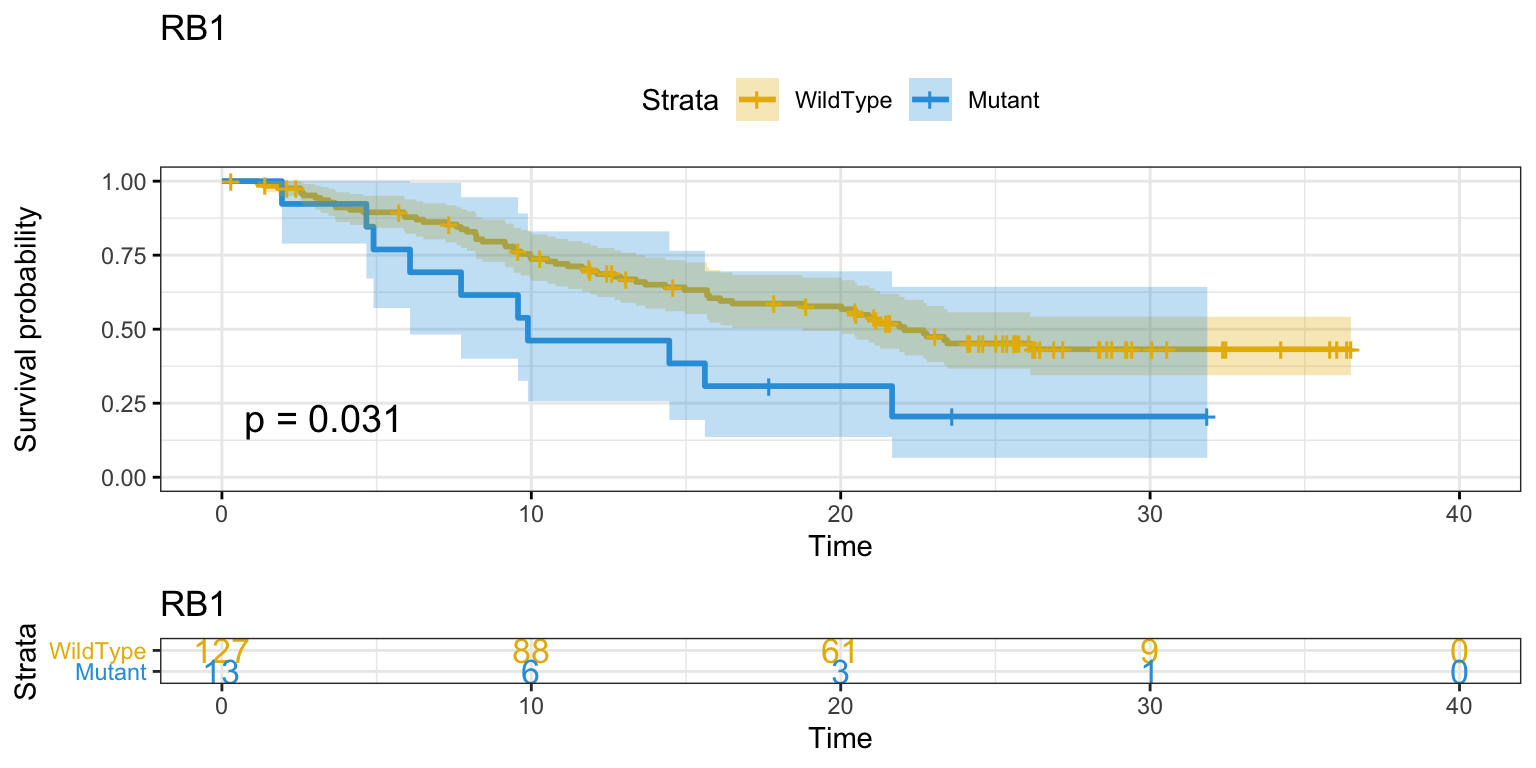 RB1
Strata WildType Mutant
Survival probability
1.00
0.75
0.50
0.25
0.00
p = 0.031
0 10 20 30 40
Time
RB1
Strata
WildType 127 88 61 9 0
Mutant 13 6 3 1 0
0 10 20 30 40
Time